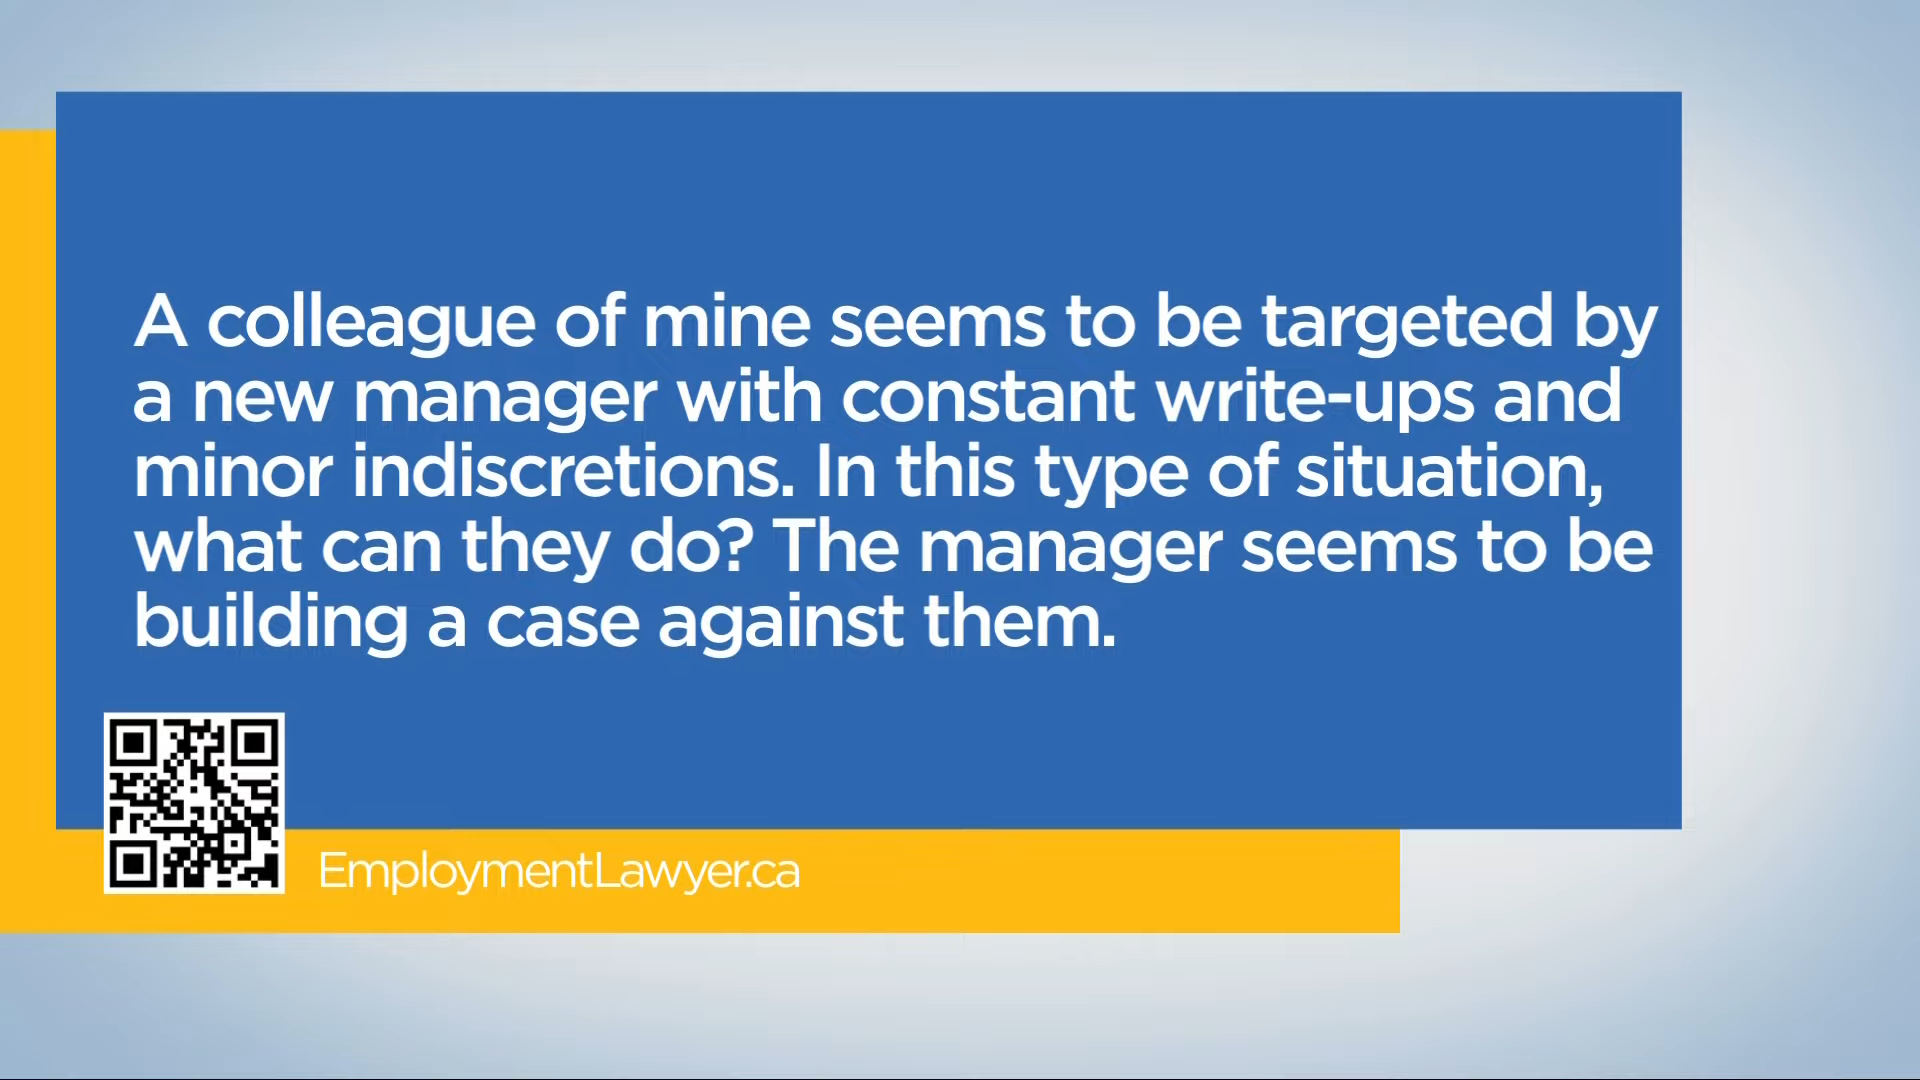 A colleague of mine seems to be targeted by
a new manager with constant write-ups and
minor indiscretions. In this type of situation,
what can they do? The manager seems to be
building a case against them.
EmploymentLawyer.ca